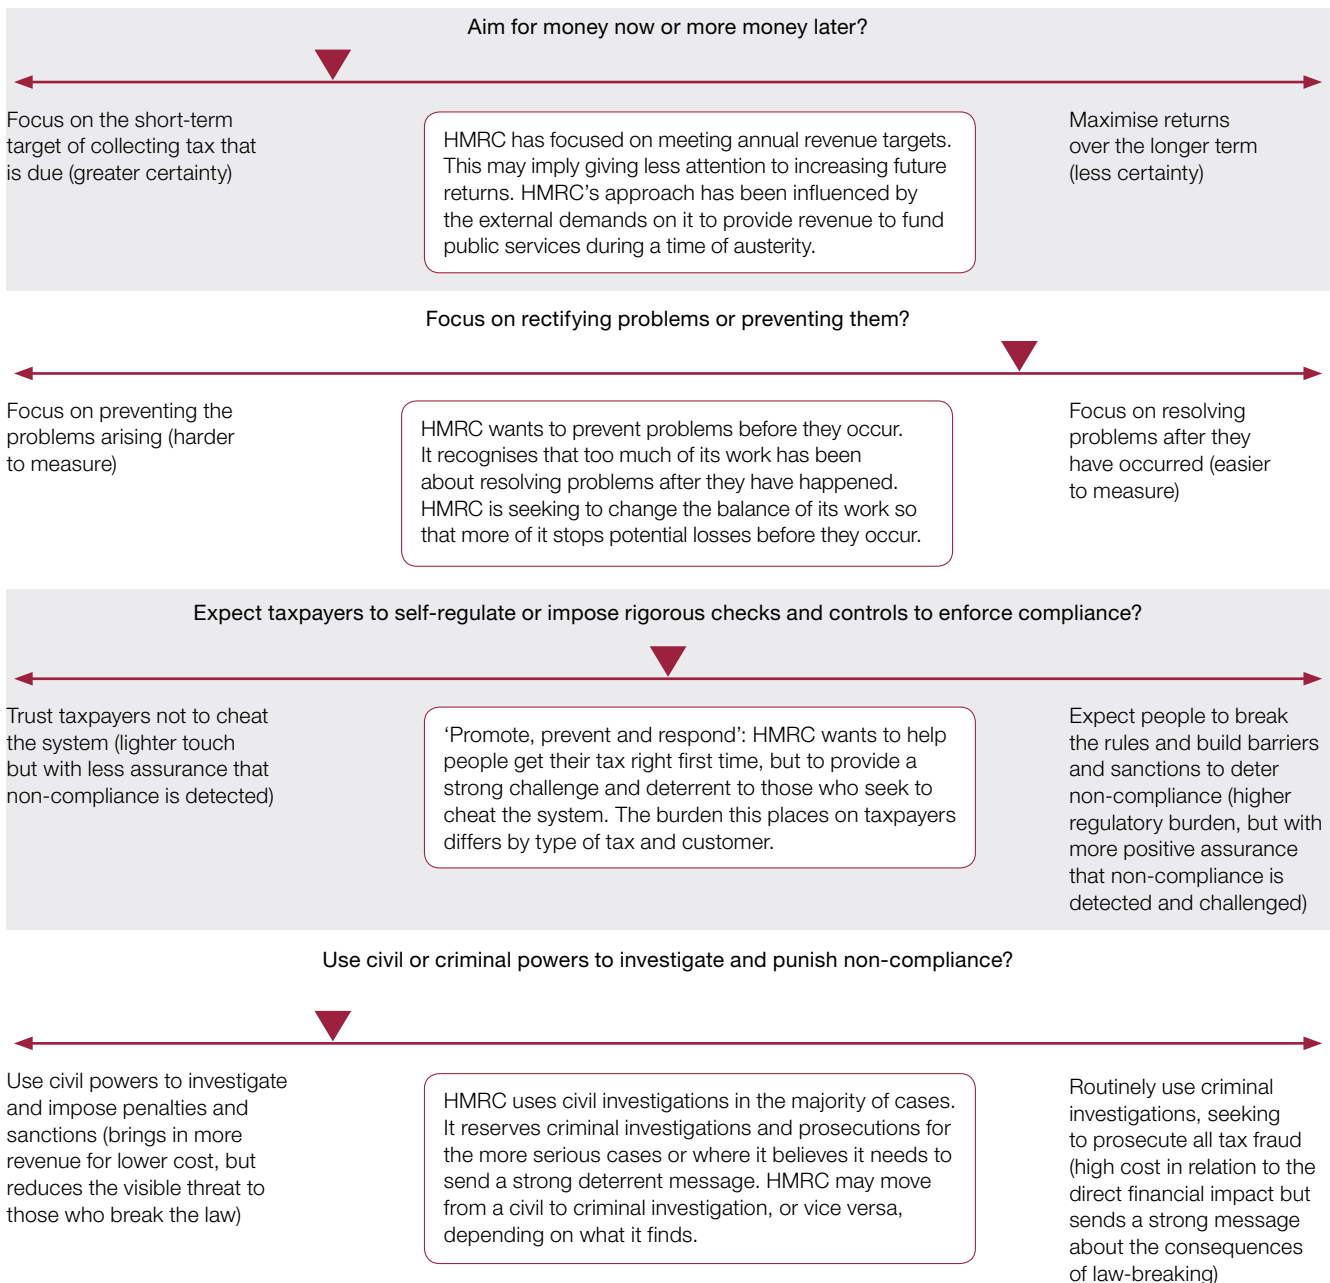 Aim for money now or more money later?
Focus on the short-term
target of collecting tax that
is due (greater certainty)
HMRC has focused on meeting annual revenue targets.
This may imply giving less attention to increasing future
returns. HMRC's approach has been influenced by
the external demands on it to provide revenue to fund
public services during a time of austerity.
Maximise returns
over the longer term
(less certainty)
Focus on rectifying problems or preventing them?
Focus on preventing the
problems arising (harder
to measure)
HMRC wants to prevent problems before they occur.
It recognises that too much of its work has been
about resolving problems after they have happened.
HMRC is seeking to change the balance of its work so
that more of it stops potential losses before they occur.
Focus on resolving
problems after they
have occurred (easier
to measure)
Expect taxpayers to self-regulate or impose rigorous checks and controls to enforce compliance?
Trust taxpayers not to cheat
the system (lighter touch
but with less assurance that
non-compliance is detected)
‘Promote, prevent and respond’: HMRC wants to help
people get their tax right first time, but to provide a
strong challenge and deterrent to those who seek to
cheat the system. The burden this places on taxpayers
differs by type of tax and customer.
Expect people to break
the rules and build barriers
and sanctions to deter
non-compliance (higher
regulatory burden, but with
more positive assurance
that non-compliance is
detected and challenged)
Use civil or criminal powers to investigate and punish non-compliance?
Use civil powers to investigate
and impose penalties and
sanctions (brings in more
revenue for lower cost, but
reduces the visible threat to
those who break the law)
HMRC uses civil investigations in the majority of cases.
It reserves criminal investigations and prosecutions for
the more serious cases or where it believes it needs to
send a strong deterrent message. HMRC may move
from a civil to criminal investigation, or vice versa,
depending on what it finds.
Routinely use criminal
investigations, seeking
to prosecute all tax fraud
(high cost in relation to the
direct financial impact but
sends a strong message
about the consequences
of law-breaking)